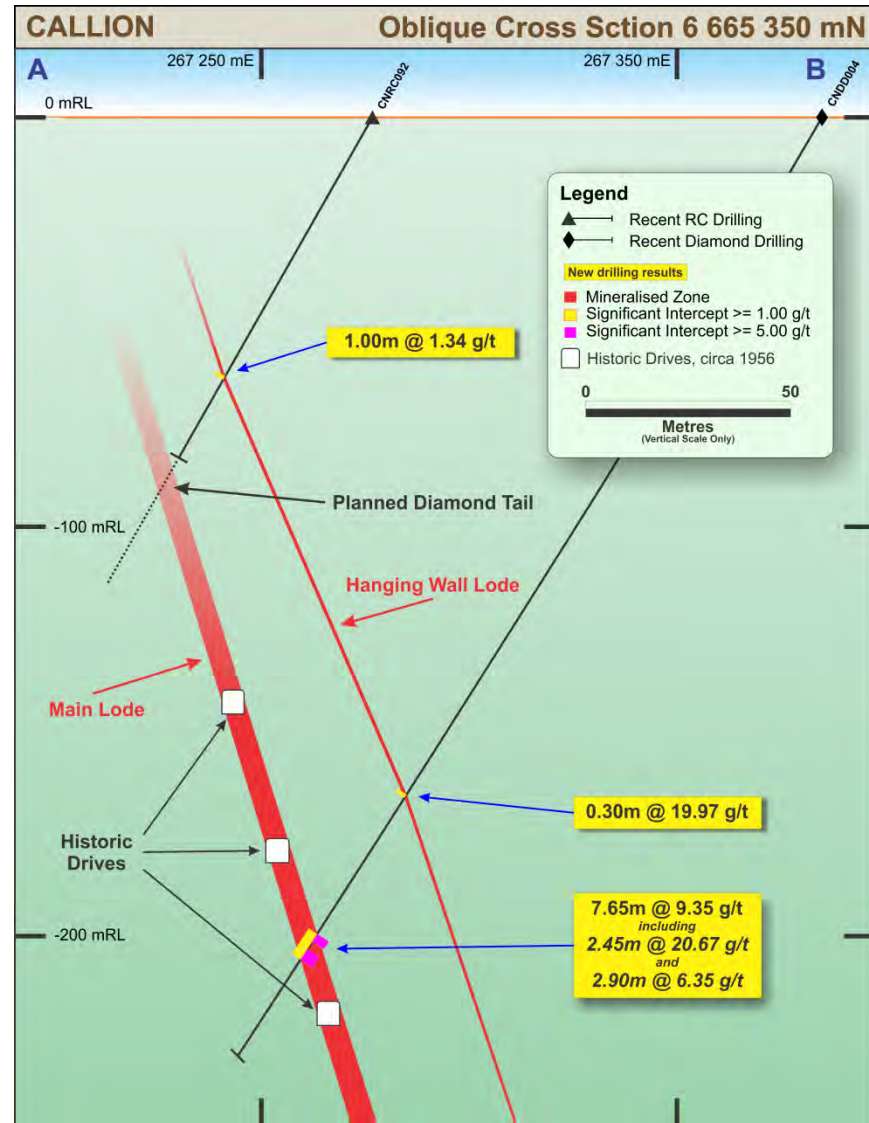 CALLION
Oblique Cross Sction 6 665 350 mN
A
267 250 mE
CNRC092
267 350 mE
B
CNDD004
0 mRL
Legend
Recent RC Drilling
Recent Diamond Drilling
New drilling results
Mineralised Zone
Significant Intercept >= 1.00 g/t
Significant Intercept >= 5.00 g/t
Historic Drives, circa 1956
0
50
Metres
(Vertical Scale Only)
1.00m @ 1.34 g/t
Planned Diamond Tail
-100 mRL
Hanging Wall Lode
Main Lode
0.30m @ 19.97 g/t
Historic
Drives
7.65m @ 9.35 g/t
including
2.45m @ 20.67 g/t
and
2.90m @ 6.35 g/t
-200 mRL